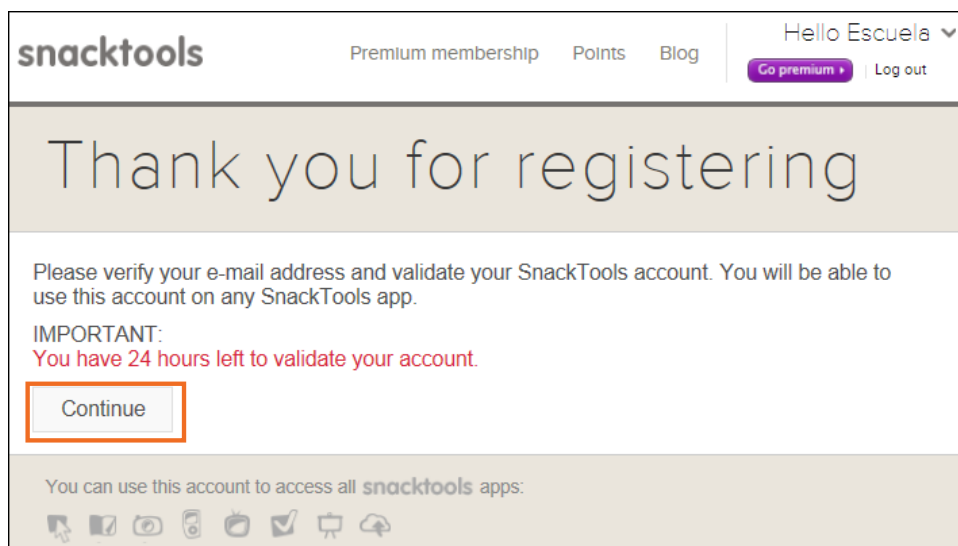 snacktools
Premium membership Points Blog
Hello Escuela
Go premium
Log out
Thank you for registering
Please verify your e-mail address and validate your SnackTools account. You will be able to
use this account on any SnackTools app.
IMPORTANT:
You have 24 hours left to validate your account.
Continue
You can use this account to access all snacktools apps: